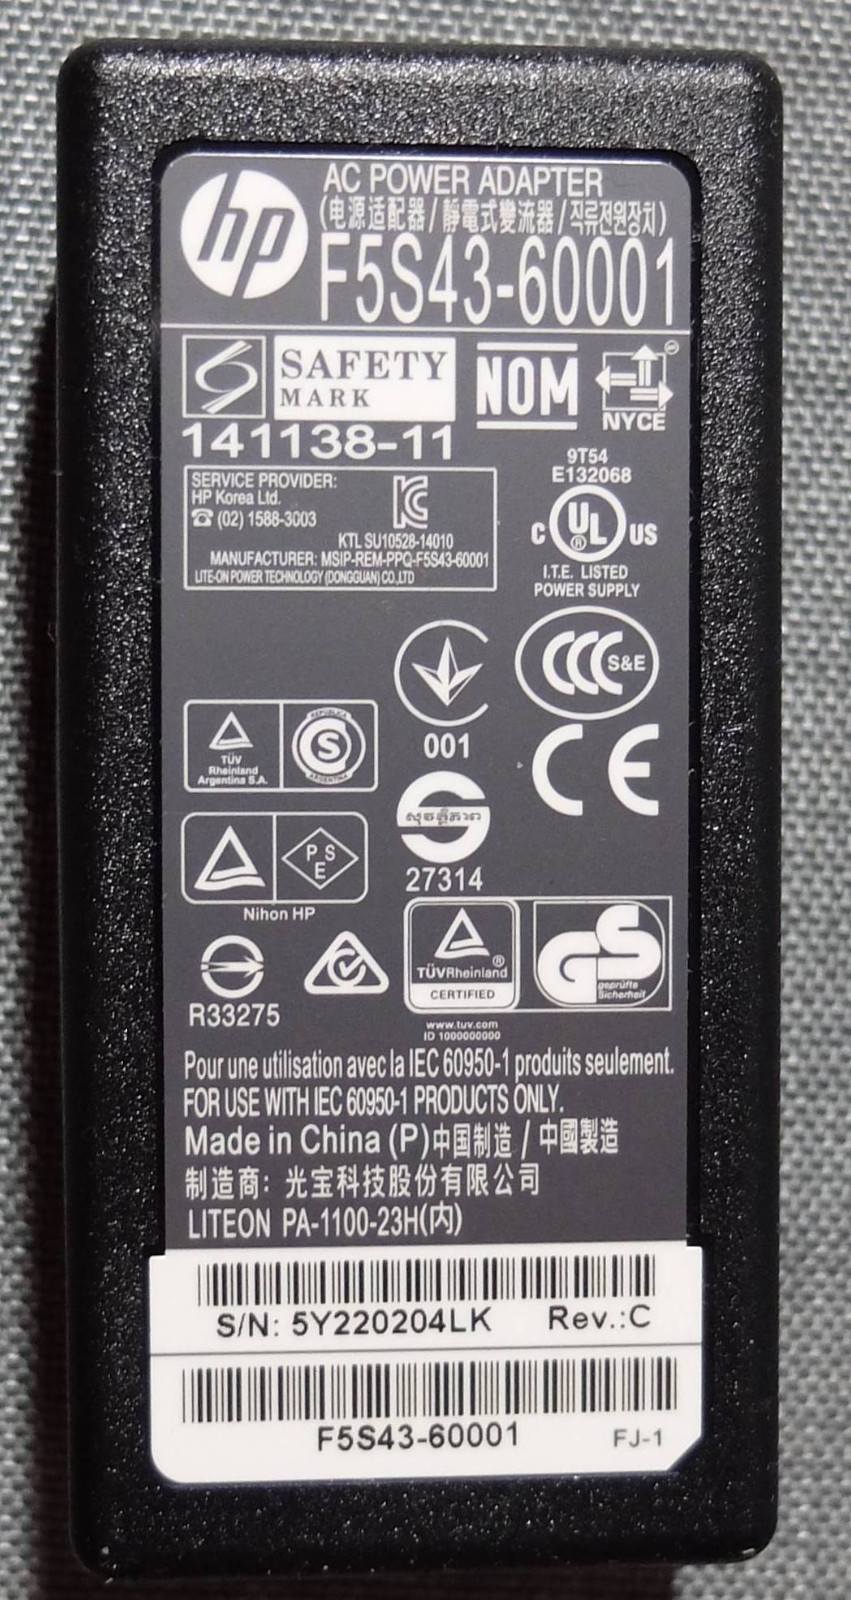 hp
AC POWER ADAPTER
(电源适配器/靜電式變流器/직류전원장치)
F5S43-60001
SAFETY
MARK
NOM
NYCE
141138-11
9T54
E132068
SERVICE PROVIDER:
HP Korea Ltd.
☎ (02) 1588-3003
KTL SU10528-14010
MANUFACTURER: MSIP-REM-PPQ-F5S43-60001
LITE-ON POWER TECHNOLOGY (DONGGUAN) CO.,LTD
C UL ® US
I.T.E. LISTED
POWER SUPPLY
CCC S&E
001
TÜV
Rheinland
Argentina S.A.
REPUBLICA
S
ARGENTINA
CE
27314
P S
E
Nihon HP
R33275
TÜVRheinland ®
CERTIFIED
GS
geprüfte
Sicherheit
www.tuv.com
ID 1000000000
Pour une utilisation avec la IEC 60950-1 produits seulement.
FOR USE WITH IEC 60950-1 PRODUCTS ONLY.
Made in China (P)中国制造 / 中國製造
制造商: 光宝科技股份有限公司
LITEON PA-1100-23H(内)
S/N: 5Y220204LK Rev.:C
F5S43-60001 FJ-1